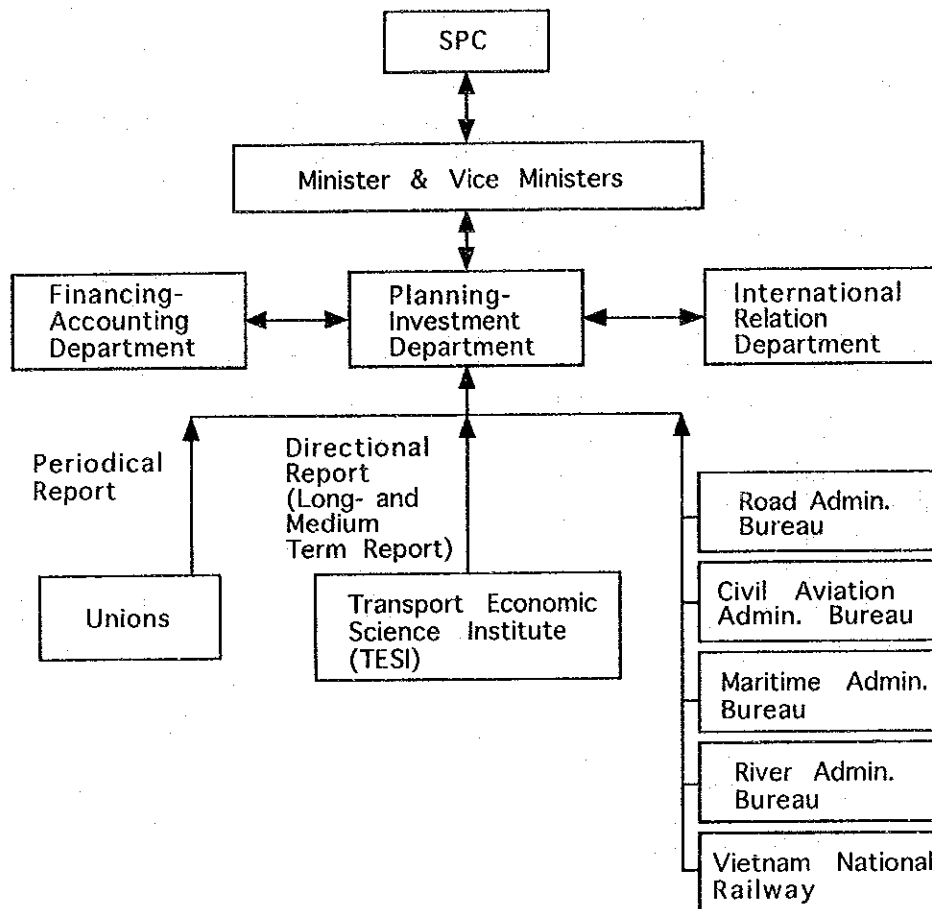 SPC
Minister & Vice Ministers
Financing-
Accounting
Department
Planning-
Investment
Department
International
Relation
Department
Periodical
Report
Directional
Report
(Long- and
Medium
Term Report)
Unions
Transport Economic
Science Institute
(TESI)
Road Admin.
Bureau
Civil Aviation
Admin. Bureau
Maritime Admin.
Bureau
River Admin.
Bureau
Vietnam National
Railway